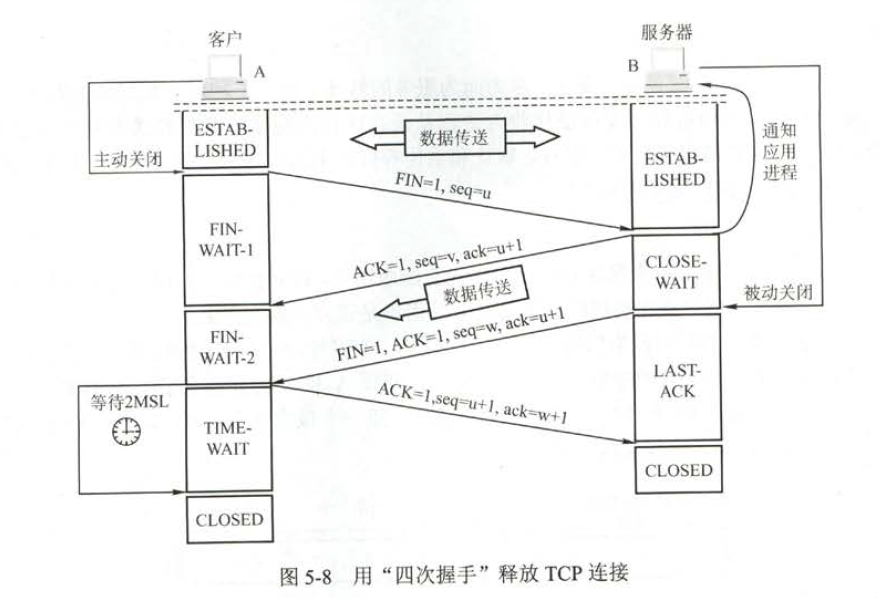 客户
服务器
A
B
ESTAB-
LISHED
数据传送
通知
应用
进程
主动关闭
ESTAB-
LISHED
FIN=1, seq=u
FIN-
WAIT-1
ACK=1, seq=v, ack=u+1
CLOSE-
WAIT
数据传送
被动关闭
FIN-
WAIT-2
FIN=1, ACK=1, seq=w, ack=u+1
LAST-
ACK
等待2MSL
ACK=1,seq=u+1, ack=w+1
TIME-
WAIT
CLOSED
CLOSED
图 5-8 用“四次握手”释放 TCP 连接